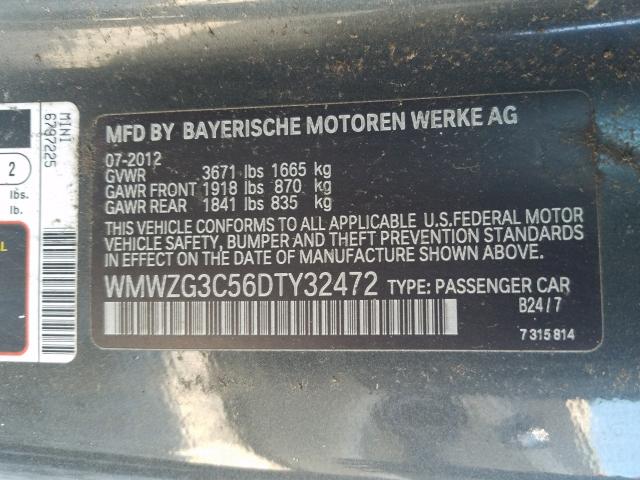 MINI
6797225
2
lbs.
lb.
MFD BY BAYERISCHE MOTOREN WERKE AG
07-2012
GVWR 3671 lbs 1665 kg
GAWR FRONT 1918 lbs 870 kg
GAWR REAR 1841 lbs 835 kg
THIS VEHICLE CONFORMS TO ALL APPLICABLE U.S.FEDERAL MOTOR
VEHICLE SAFETY, BUMPER AND THEFT PREVENTION STANDARDS
IN EFFECT ON THE DATE OF MANUFACTURE SHOWN ABOVE.
WMWZG3C56DTY32472 TYPE: PASSENGER CAR
B24/7
7 315 814